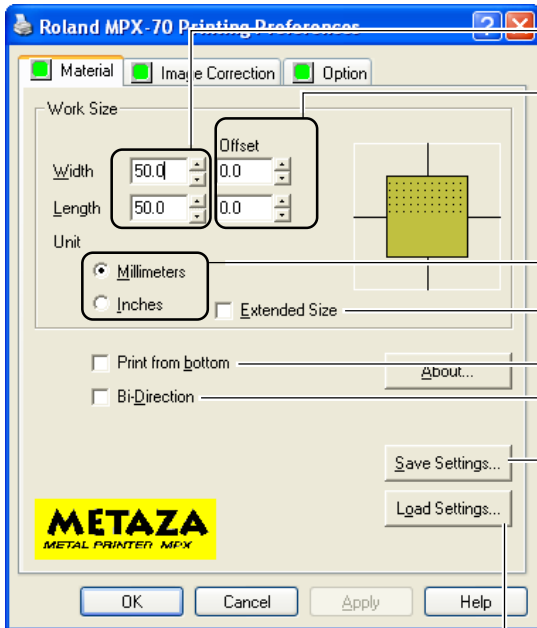 Roland MPX-70 Printing Preferences
Material Image Correction Option
Work Size
Offset
Width 50.0 0.0
Length 50.0 0.0
Unit
Millimeters
Inches
Extended Size
Print from bottom
About...
Bi-Direction
Save Settings...
Load Settings...
METAZA
METAL PRINTER MPX
OK Cancel Apply Help